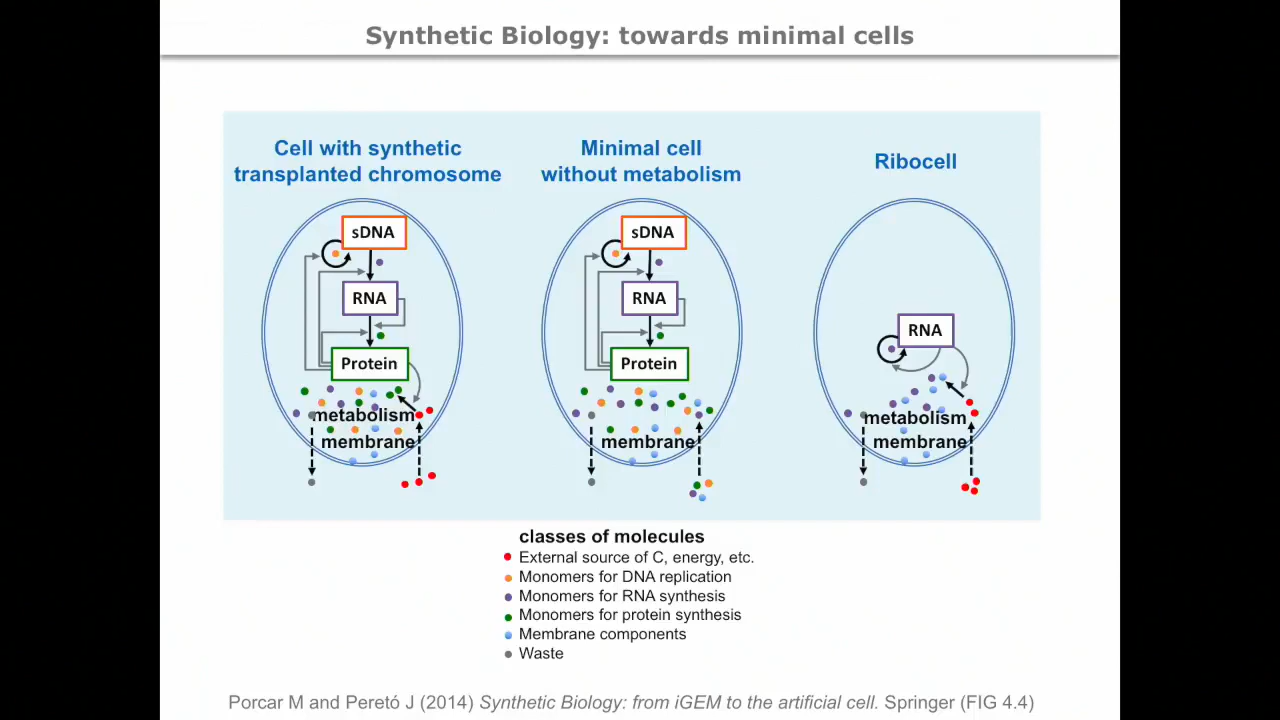 Synthetic Biology: towards minimal cells
Cell with synthetic
transplanted chromosome
sDNA
RNA
Protein
metabolism
membrane
Minimal cell
without metabolism
sDNA
RNA
Protein
membrane
Ribocell
RNA
metabolism
membrane
classes of molecules
External source of C, energy, etc.
Monomers for DNA replication
Monomers for RNA synthesis
Monomers for protein synthesis
Membrane components
Waste
Porcar M and Peretó J (2014) Synthetic Biology: from iGEM to the artificial cell. Springer (FIG 4.4)